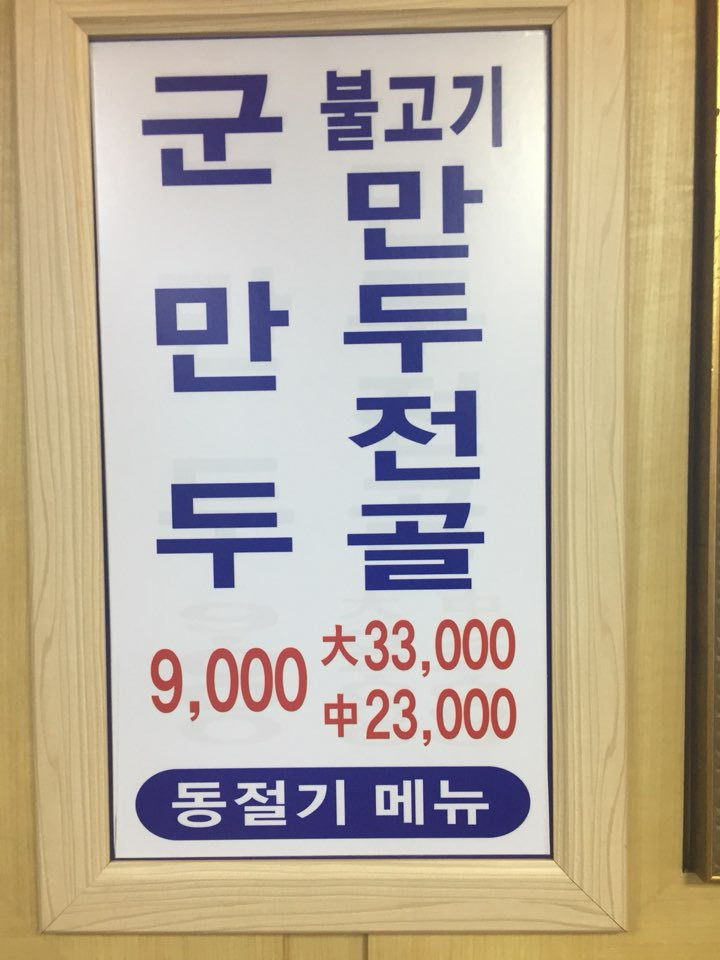 군만두
9,000
불고기
만두전골
大33,000
中23,000
동절기 메뉴